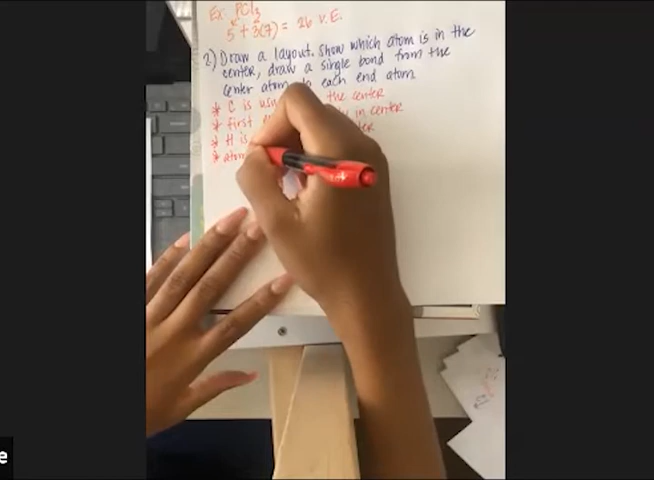 Ex: PCl3
5 + 3(7) = 26 v.E.
2) Draw a layout. Show which atom is in the
center, draw a single bond from the
center atom to each end atom
* C is the center
* first in center
* H is
* atom
e